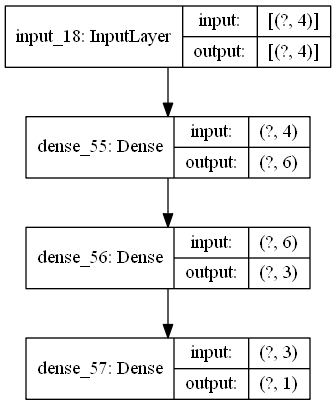 input_18: InputLayer
input: [(?, 4)]
output: [(?, 4)]
dense_55: Dense
input: (?, 4)
output: (?, 6)
dense_56: Dense
input: (?, 6)
output: (?, 3)
dense_57: Dense
input: (?, 3)
output: (?, 1)